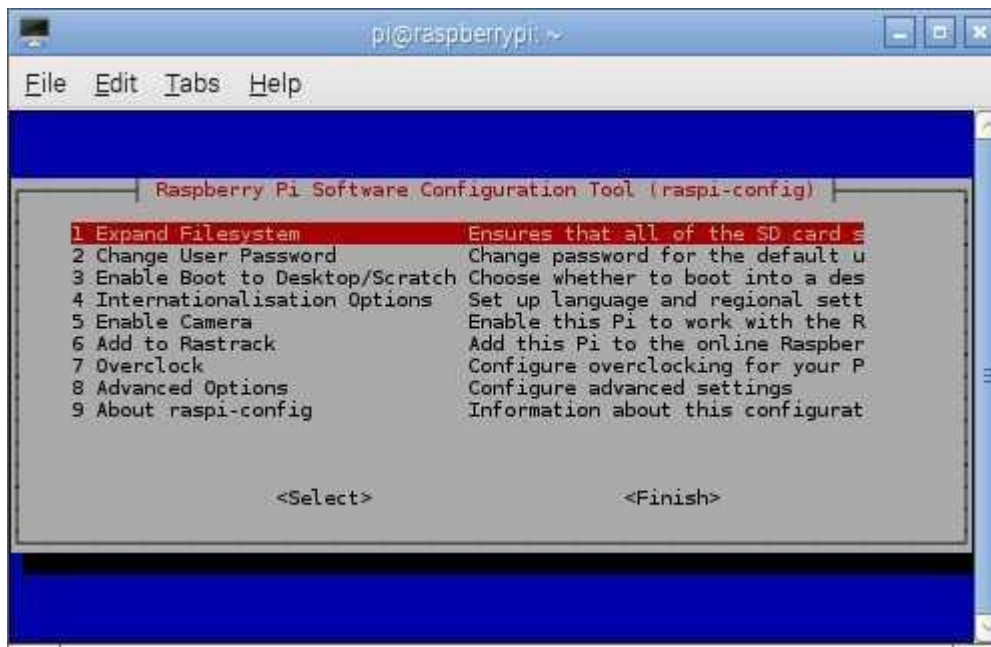 pi@raspberrypi: ~
File Edit Tabs Help
Raspberry Pi Software Configuration Tool (raspi-config)
1 Expand Filesystem Ensures that all of the SD card s
2 Change User Password Change password for the default u
3 Enable Boot to Desktop/Scratch Choose whether to boot into a des
4 Internationalisation Options Set up language and regional sett
5 Enable Camera Enable this Pi to work with the R
6 Add to Rastrack Add this Pi to the online Raspber
7 Overclock Configure overclocking for your P
8 Advanced Options Configure advanced settings
9 About raspi-config Information about this configurat
<Select> <Finish>